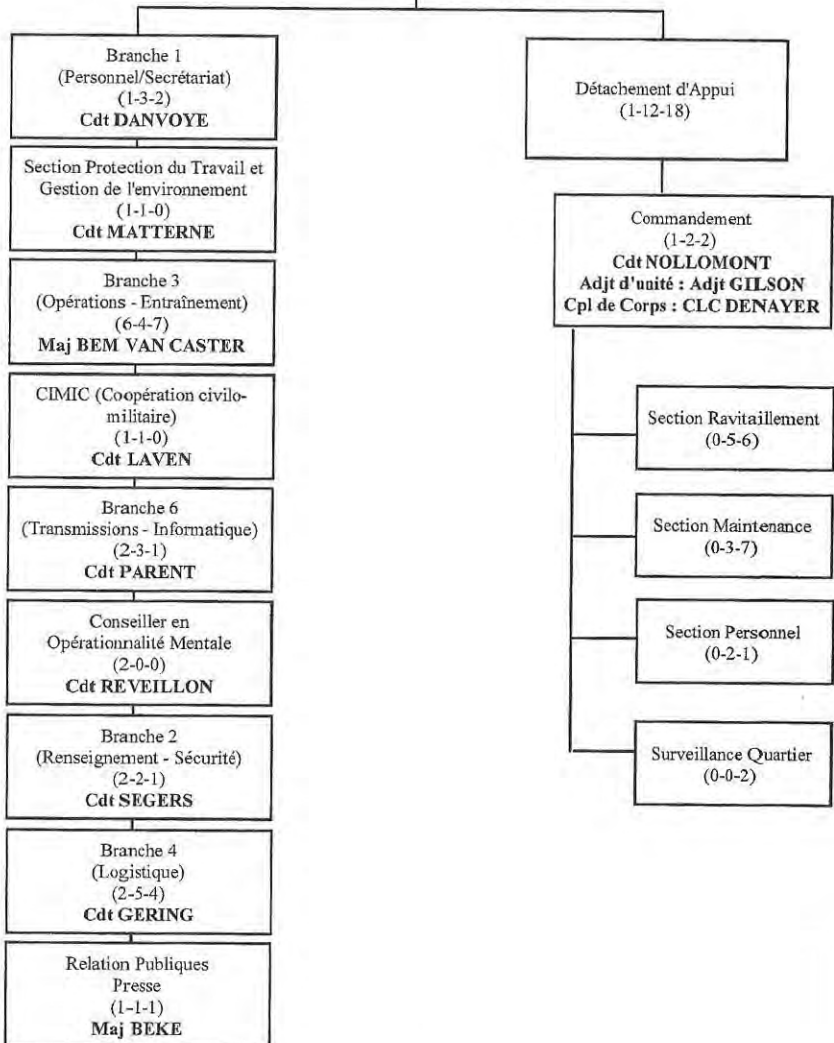 Branche 1
(Personnel/Secrétariat)
(1-3-2)
Cdt DANVOYE
Section Protection du Travail et
Gestion de l'environnement
(1-1-0)
Cdt MATTERNE
Branche 3
(Opérations - Entraînement)
(6-4-7)
Maj BEM VAN CASTER
CIMIC (Coopération civilo-
militaire)
(1-1-0)
Cdt LAVEN
Branche 6
(Transmissions - Informatique)
(2-3-1)
Cdt PARENT
Conseiller en
Opérationnalité Mentale
(2-0-0)
Cdt REVEILLON
Branche 2
(Renseignement - Sécurité)
(2-2-1)
Cdt SEGERS
Branche 4
(Logistique)
(2-5-4)
Cdt GERING
Relation Publiques
Presse
(1-1-1)
Maj BEKE
Détachement d'Appui
(1-12-18)
Commandement
(1-2-2)
Cdt NOLLOMONT
Adjt d'unité : Adjt GILSON
Cpl de Corps : CLC DENAYER
Section Ravitaillement
(0-5-6)
Section Maintenance
(0-3-7)
Section Personnel
(0-2-1)
Surveillance Quartier
(0-0-2)